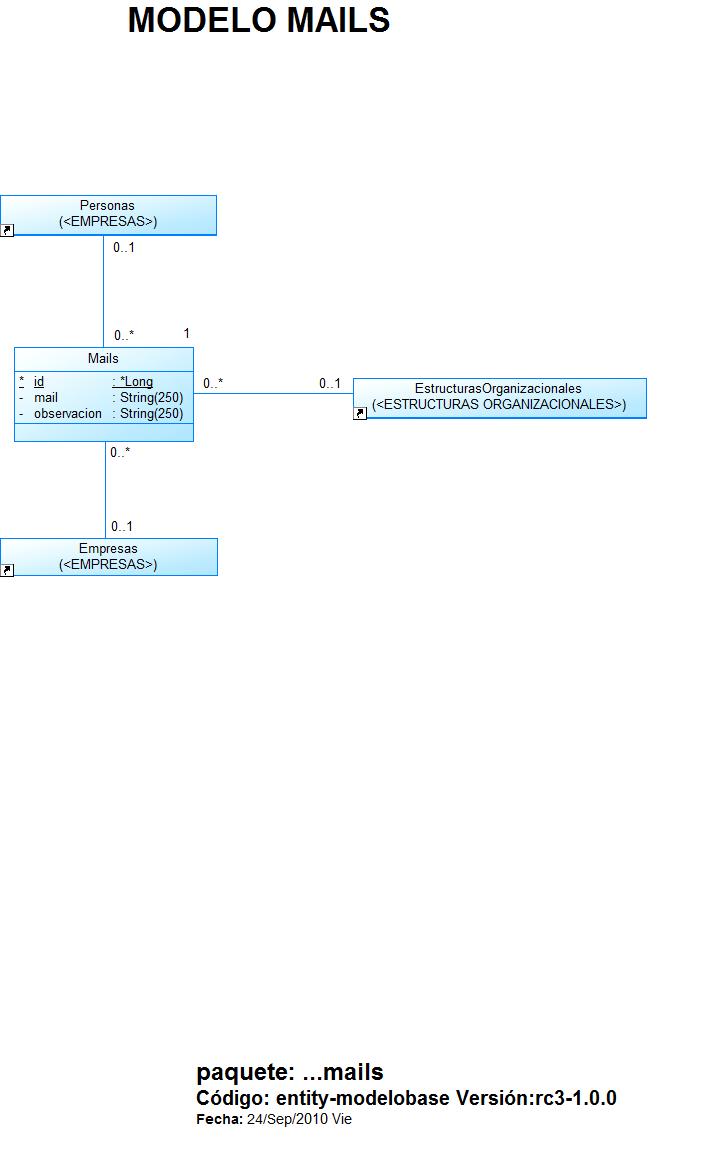 MODELO MAILS
Personas
(<EMPRESAS>)
0..1
0..* 1
Mails
* id : *Long
- mail : String(250)
- observacion : String(250)
0..* 0..1
EstructurasOrganizacionales
(<ESTRUCTURAS ORGANIZACIONALES>)
0..*
0..1
Empresas
(<EMPRESAS>)
paquete: ...mails
Código: entity-modelobase Versión:rc3-1.0.0
Fecha: 24/Sep/2010 Vie